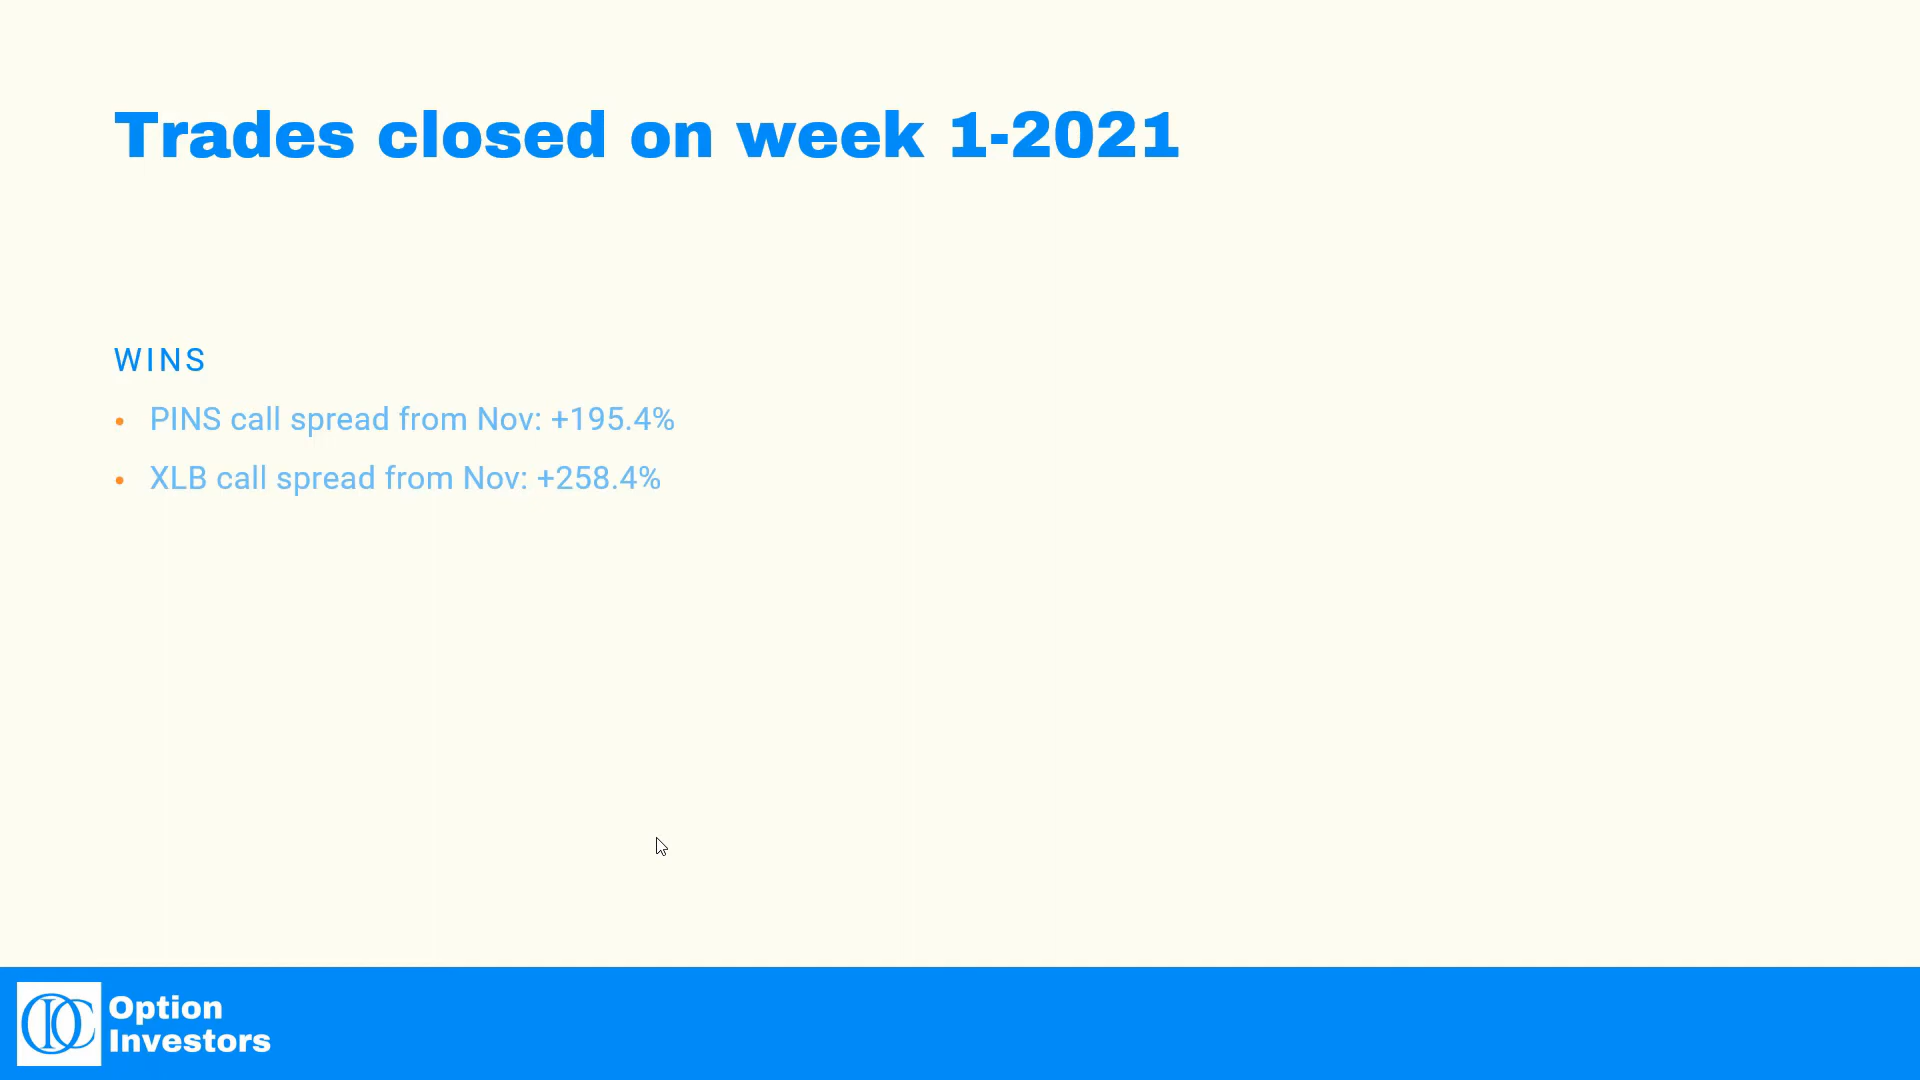 Trades closed on week 1-2021
WINS
• PINS call spread from Nov: +195.4%
• XLB call spread from Nov: +258.4%
Option
Investors